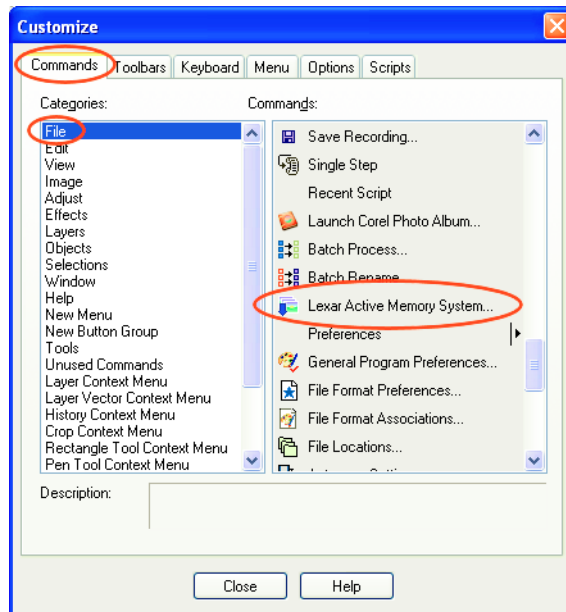 Customize
Commands Toolbars Keyboard Menu Options Scripts
Categories:
File
Edit
View
Image
Adjust
Effects
Layers
Objects
Selections
Window
Help
New Menu
New Button Group
Tools
Unused Commands
Layer Context Menu
Layer Vector Context Menu
History Context Menu
Crop Context Menu
Rectangle Tool Context Menu
Pen Tool Context Menu
Commands:
Save Recording...
Single Step
Recent Script
Launch Corel Photo Album...
Batch Process...
Batch Rename
Lexar Active Memory System...
Preferences
General Program Preferences...
File Format Preferences...
File Format Associations...
File Locations...
Description:
Close Help